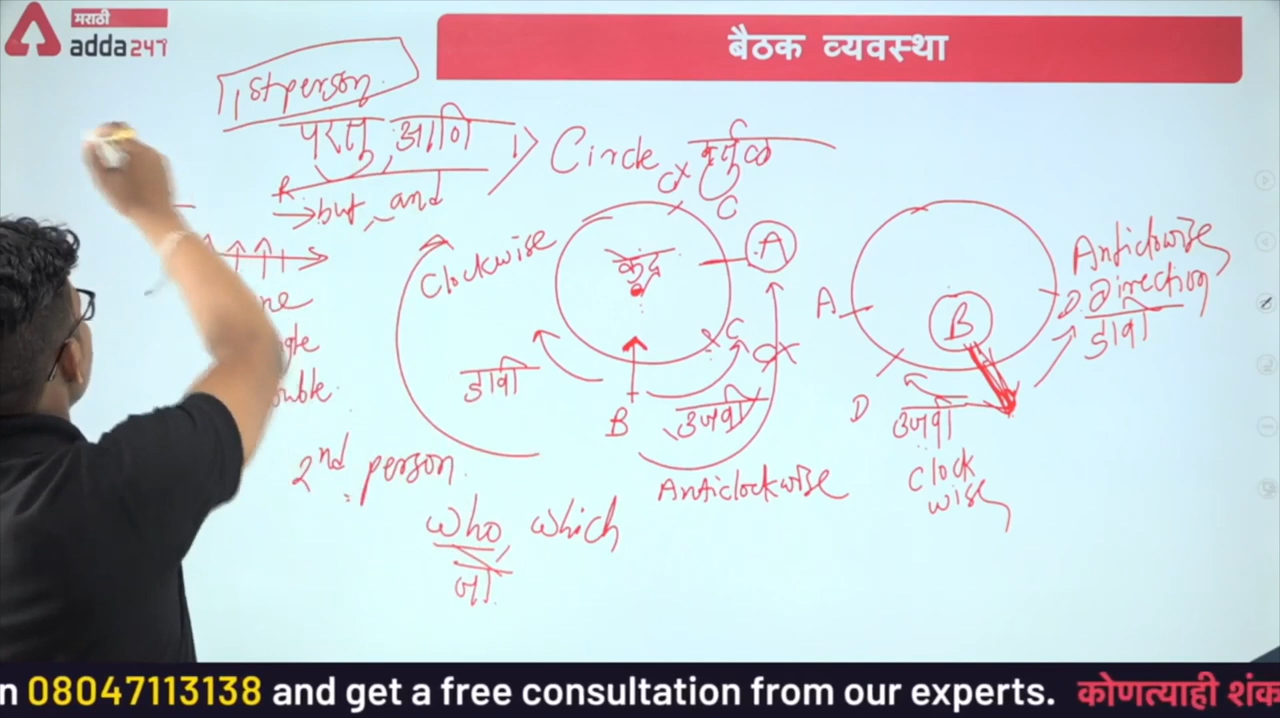 मराठी
adda247
बैठक व्यवस्था
1st person
परंतु, आणि
but, and
1) Circle वर्तुळ
C
C
Clockwise
केंद्र
A
C
डावी
B
उजवी
Anticlockwise
2nd person
who, which
जो
A
B
D
D
Anticlowise
Direction
डावी
उजवी
Clock
wise
n 08047113138 and get a free consultation from our experts. कोणत्याही शंक